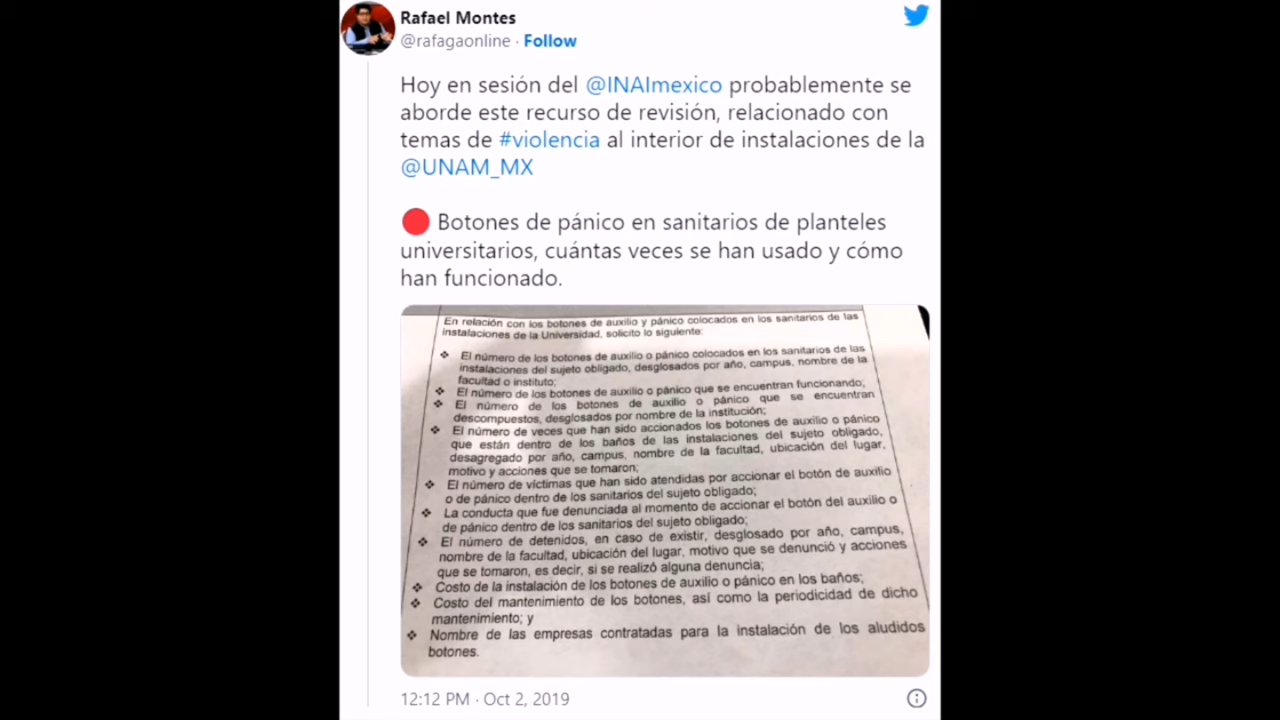 Rafael Montes
@rafagaonline · Follow
Hoy en sesión del @INAImexico probablemente se
aborde este recurso de revisión, relacionado con
temas de #violencia al interior de instalaciones de la
@UNAM_MX
🔴 Botones de pánico en sanitarios de planteles
universitarios, cuántas veces se han usado y cómo
han funcionado.
En relación con los botones de auxilio y pánico colocados en los sanitarios de las
instalaciones de la Universidad, solicito lo siguiente:
❖ El número de los botones de auxilio o pánico colocados en los sanitarios de las
instalaciones del sujeto obligado, desglosados por año, campus, nombre de la
facultad o instituto;
❖ El número de los botones de auxilio o pánico que se encuentran funcionando;
❖ El número de los botones de auxilio o pánico que se encuentran
descompuestos, desglosados por nombre de la institución;
❖ El número de veces que han sido accionados los botones de auxilio o pánico
que están dentro de los baños de las instalaciones del sujeto obligado,
desagregado por año, campus, nombre de la facultad, ubicación del lugar,
motivo y acciones que se tomaron;
❖ El número de víctimas que han sido atendidas por accionar el botón de auxilio
o de pánico dentro de los sanitarios del sujeto obligado;
❖ La conducta que fue denunciada al momento de accionar el botón del auxilio o
de pánico dentro de los sanitarios del sujeto obligado;
❖ El número de detenidos, en caso de existir, desglosado por año, campus,
nombre de la facultad, ubicación del lugar, motivo que se denunció y acciones
que se tomaron, es decir, si se realizó alguna denuncia;
❖ Costo de la instalación de los botones de auxilio o pánico en los baños;
❖ Costo del mantenimiento de los botones, así como la periodicidad de dicho
mantenimiento; y
❖ Nombre de las empresas contratadas para la instalación de los aludidos
botones.
12:12 PM · Oct 2, 2019